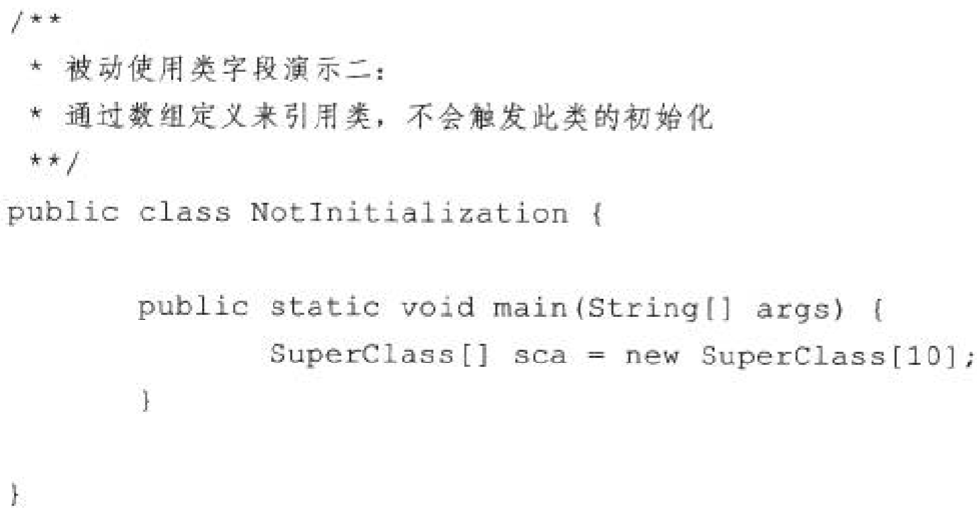 /**
 * 被动使用类字段演示二：
 * 通过数组定义来引用类，不会触发此类的初始化
 **/
public class NotInitialization {
public static void main(String[] args) {
SuperClass[] sca = new SuperClass[10];
}
}